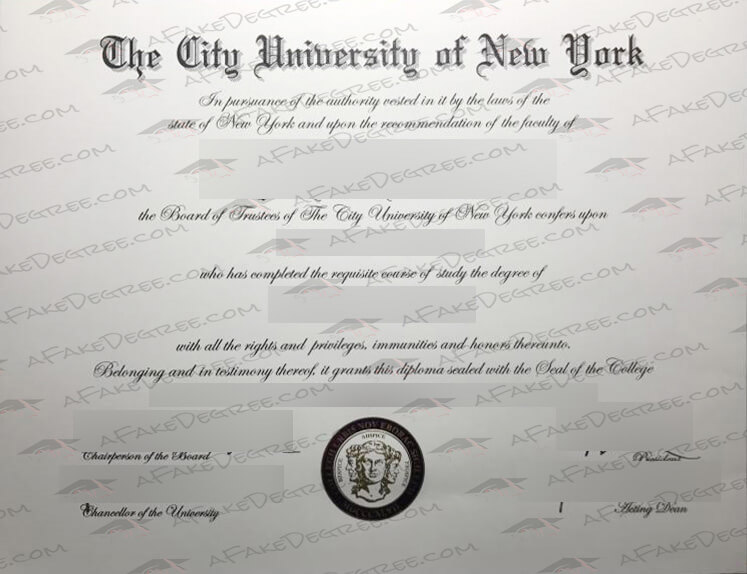 The City University of New York
In pursuance of the authority vested in it by the laws of the
state of New York and upon the recommendation of the faculty of
the Board of Trustees of The City University of New York confers upon
who has completed the requisite course of study the degree of
with all the rights and privileges, immunities and honors thereunto.
Belonging and in testimony thereof, it grants this diploma sealed with the Seal of the College
RESPICE ADSPICE PROSPICE
Chairperson of the Board
President
Chancellor of the University
Acting Dean
AFakeDegree.com